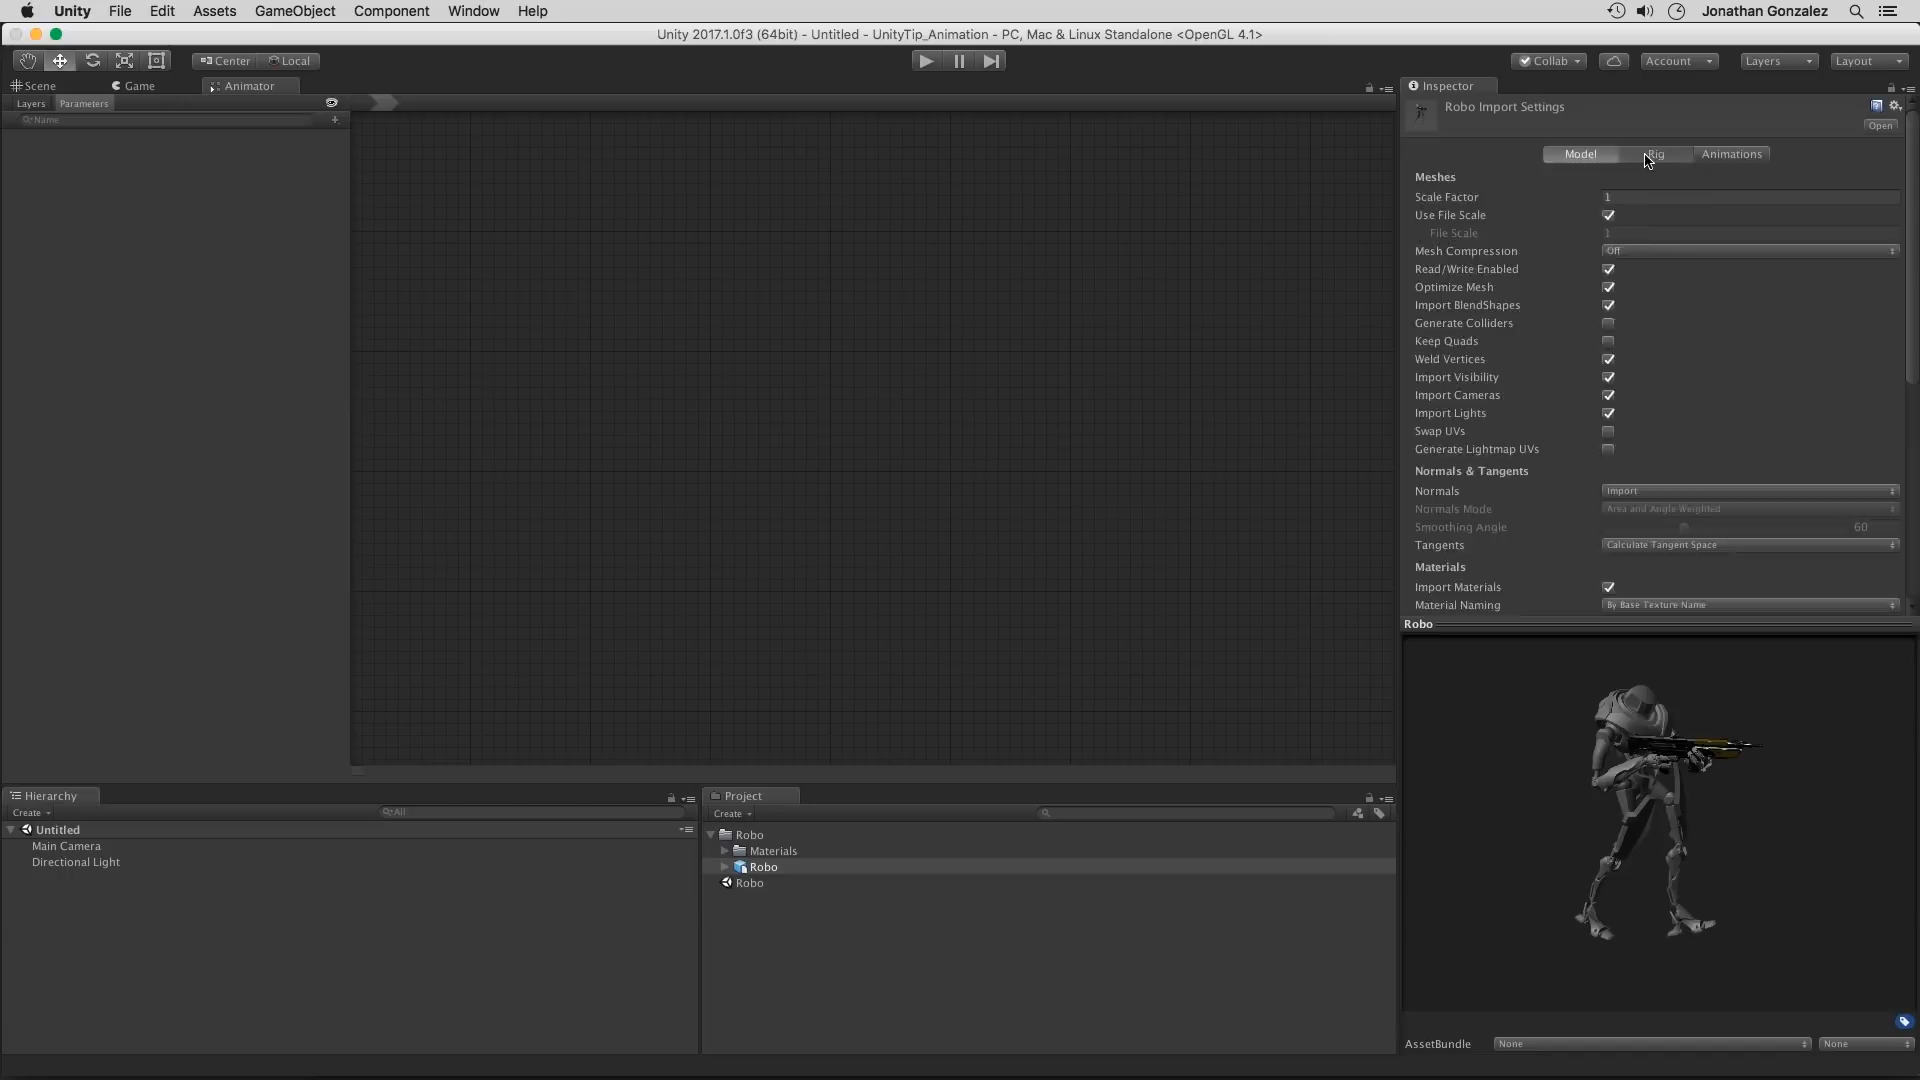 Unity File Edit Assets GameObject Component Window Help Jonathan Gonzalez
Unity 2017.1.0f3 (64bit) - Untitled - UnityTip_Animation - PC, Mac & Linux Standalone <OpenGL 4.1>
Center Local Collab Account Layers Layout
Scene Game Animator
Layers Parameters
Name
Inspector
Robo Import Settings
Open
Model Rig Animations
Meshes
Scale Factor 1
Use File Scale
File Scale 1
Mesh Compression Off
Read/Write Enabled
Optimize Mesh
Import BlendShapes
Generate Colliders
Keep Quads
Weld Vertices
Import Visibility
Import Cameras
Import Lights
Swap UVs
Generate Lightmap UVs
Normals & Tangents
Normals Import
Normals Mode Area and Angle Weighted
Smoothing Angle 60
Tangents Calculate Tangent Space
Materials
Import Materials
Material Naming By Base Texture Name
Robo
AssetBundle None None
Hierarchy
Create All
Untitled
Main Camera
Directional Light
Project
Create
Robo
Materials
Robo
Robo